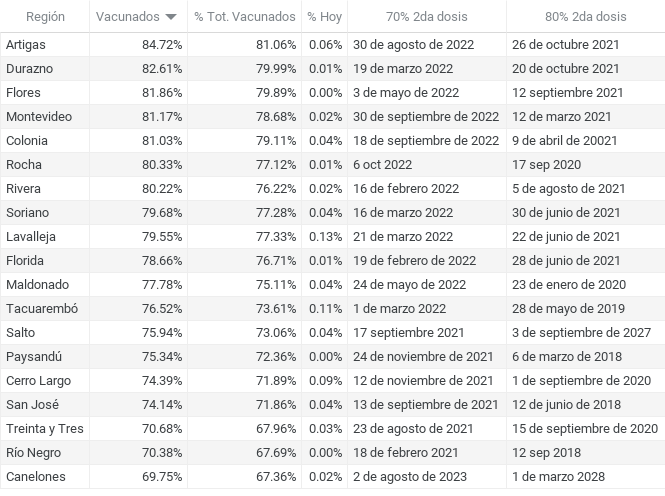 Región Vacunados % Tot. Vacunados % Hoy 70% 2da dosis 80% 2da dosis
Artigas 84.72% 81.06% 0.06% 30 de agosto de 2022 26 de octubre 2021
Durazno 82.61% 79.99% 0.01% 19 de marzo 2022 20 de octubre 2021
Flores 81.86% 79.89% 0.00% 3 de mayo de 2022 12 septiembre 2021
Montevideo 81.17% 78.68% 0.02% 30 de septiembre de 2022 12 de marzo 2021
Colonia 81.03% 79.11% 0.04% 18 de septiembre de 2022 9 de abril de 20021
Rocha 80.33% 77.12% 0.01% 6 oct 2022 17 sep 2020
Rivera 80.22% 76.22% 0.02% 16 de febrero 2022 5 de agosto de 2021
Soriano 79.68% 77.28% 0.04% 16 de marzo 2022 30 de junio de 2021
Lavalleja 79.55% 77.33% 0.13% 21 de marzo 2022 22 de junio de 2021
Florida 78.66% 76.71% 0.01% 19 de febrero de 2022 28 de junio de 2021
Maldonado 77.78% 75.11% 0.04% 24 de mayo de 2022 23 de enero de 2020
Tacuarembó 76.52% 73.61% 0.11% 1 de marzo 2022 28 de mayo de 2019
Salto 75.94% 73.06% 0.04% 17 septiembre 2021 3 de septiembre de 2027
Paysandú 75.34% 72.36% 0.00% 24 de noviembre de 2021 6 de marzo de 2018
Cerro Largo 74.39% 71.89% 0.09% 12 de noviembre de 2021 1 de septiembre de 2020
San José 74.14% 71.86% 0.04% 13 de septiembre de 2021 12 de junio de 2018
Treinta y Tres 70.68% 67.96% 0.03% 23 de agosto de 2021 15 de septiembre de 2020
Río Negro 70.38% 67.69% 0.00% 18 de febrero 2021 12 sep 2018
Canelones 69.75% 67.36% 0.02% 2 de agosto de 2023 1 de marzo 2028